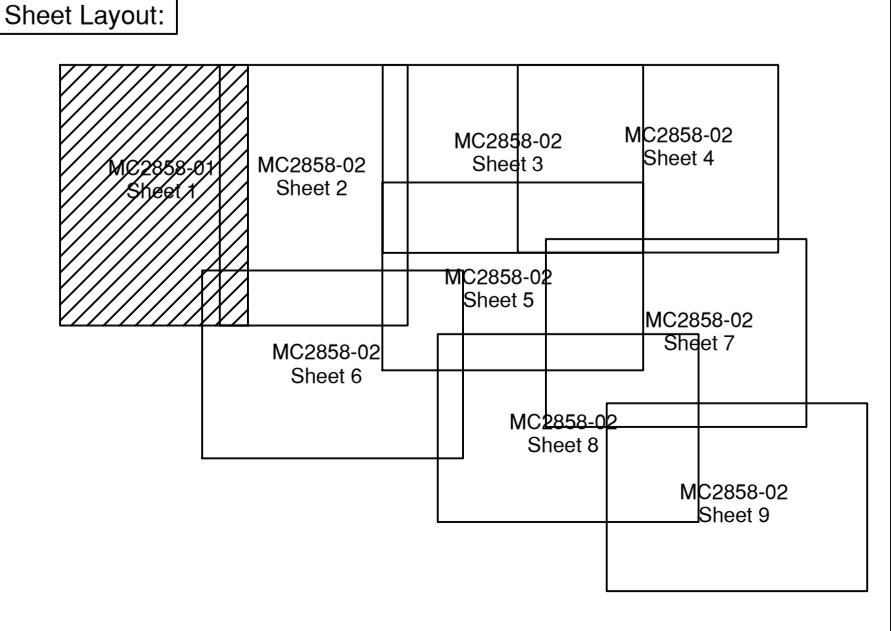 Sheet Layout:
MC2858-01
Sheet 1
MC2858-02
Sheet 2
MC2858-02
Sheet 3
MC2858-02
Sheet 4
MC2858-02
Sheet 5
MC2858-02
Sheet 6
MC2858-02
Sheet 7
MC2858-02
Sheet 8
MC2858-02
Sheet 9